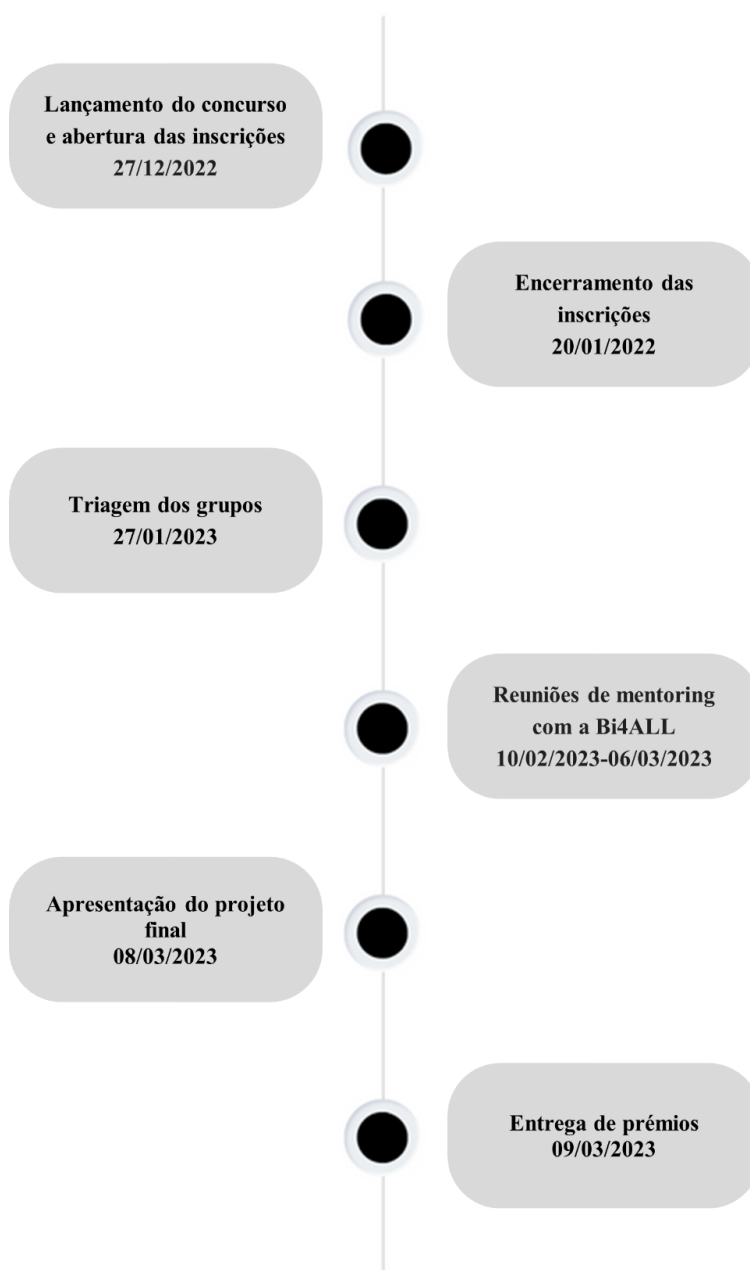 Lançamento do concurso
e abertura das inscrições
27/12/2022
Encerramento das
inscrições
20/01/2022
Triagem dos grupos
27/01/2023
Reuniões de mentoring
com a Bi4ALL
10/02/2023-06/03/2023
Apresentação do projeto
final
08/03/2023
Entrega de prémios
09/03/2023